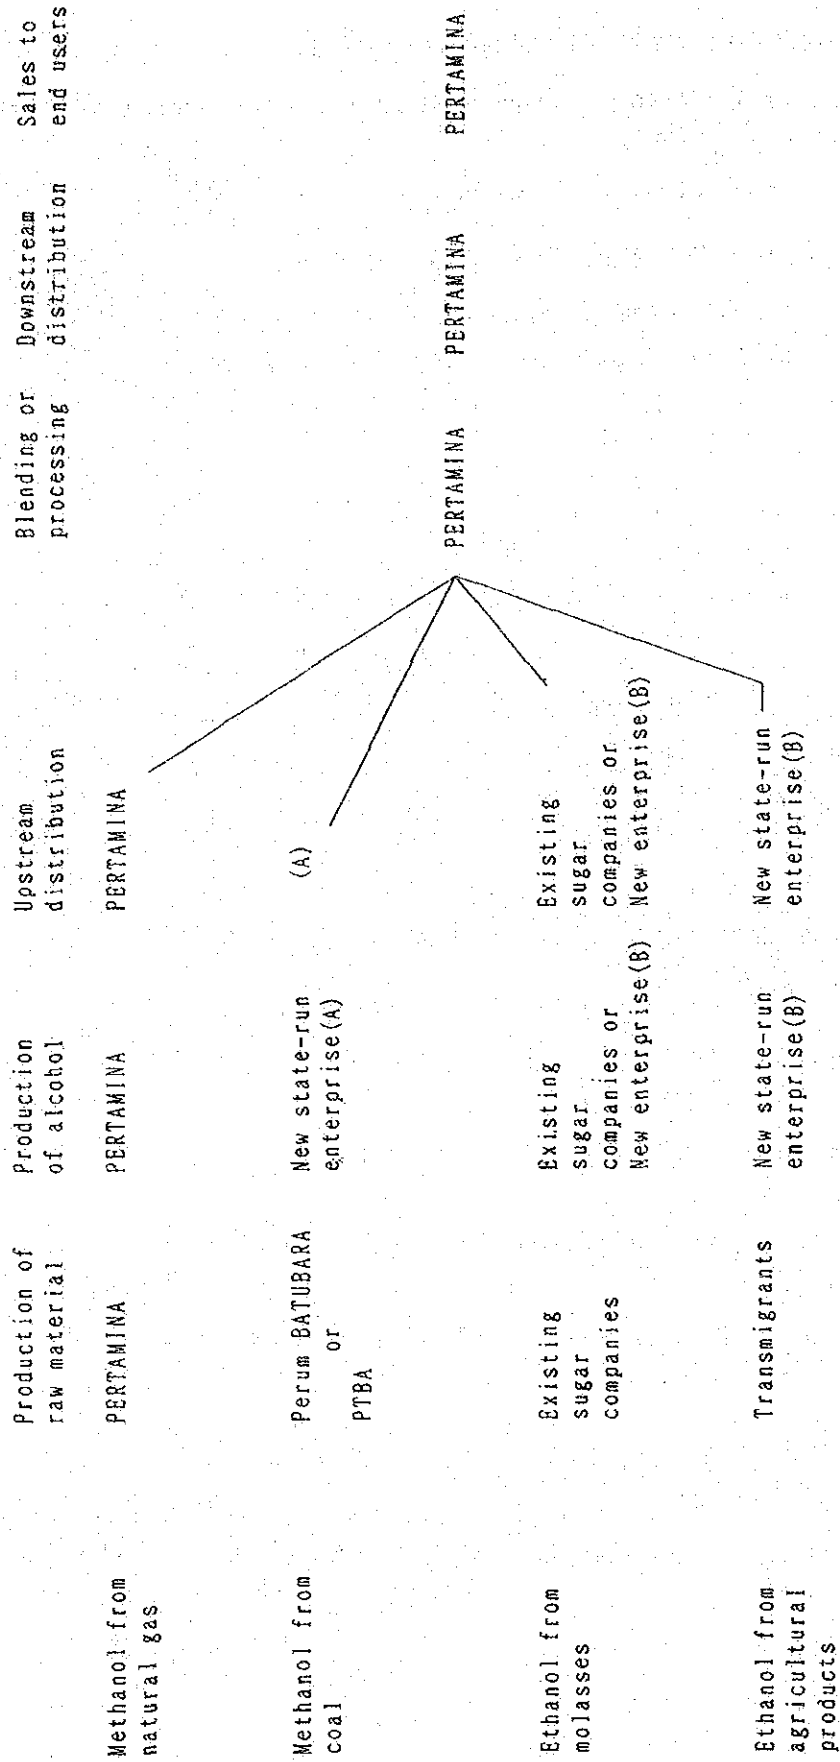 Production of
raw material
Production
of alcohol
Upstream
distribution
Blending or
processing
Downstream
distribution
Sales to
end users
Methanol from
natural gas
PERTAMINA
PERTAMINA
PERTAMINA
Methanol from
coal
Perum BATUBARA
or
PTBA
New state-run
enterprise(A)
(A)
PERTAMINA
PERTAMINA
PERTAMINA
Ethanol from
molasses
Existing
sugar
companies
Existing
sugar
companies or
New enterprise(B)
Existing
sugar
companies or
New enterprise(B)
Ethanol from
agricultural
products
Transmigrants
New state-run
enterprise(B)
New state-run
enterprise(B)